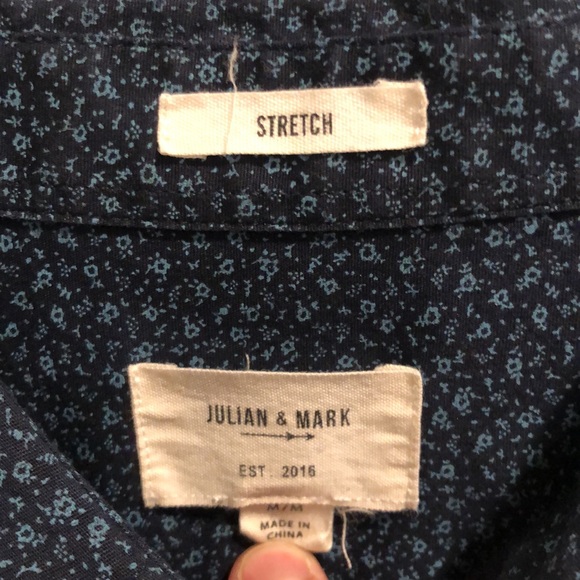 STRETCH
JULIAN & MARK
EST 2016
M/M
MADE IN
CHINA